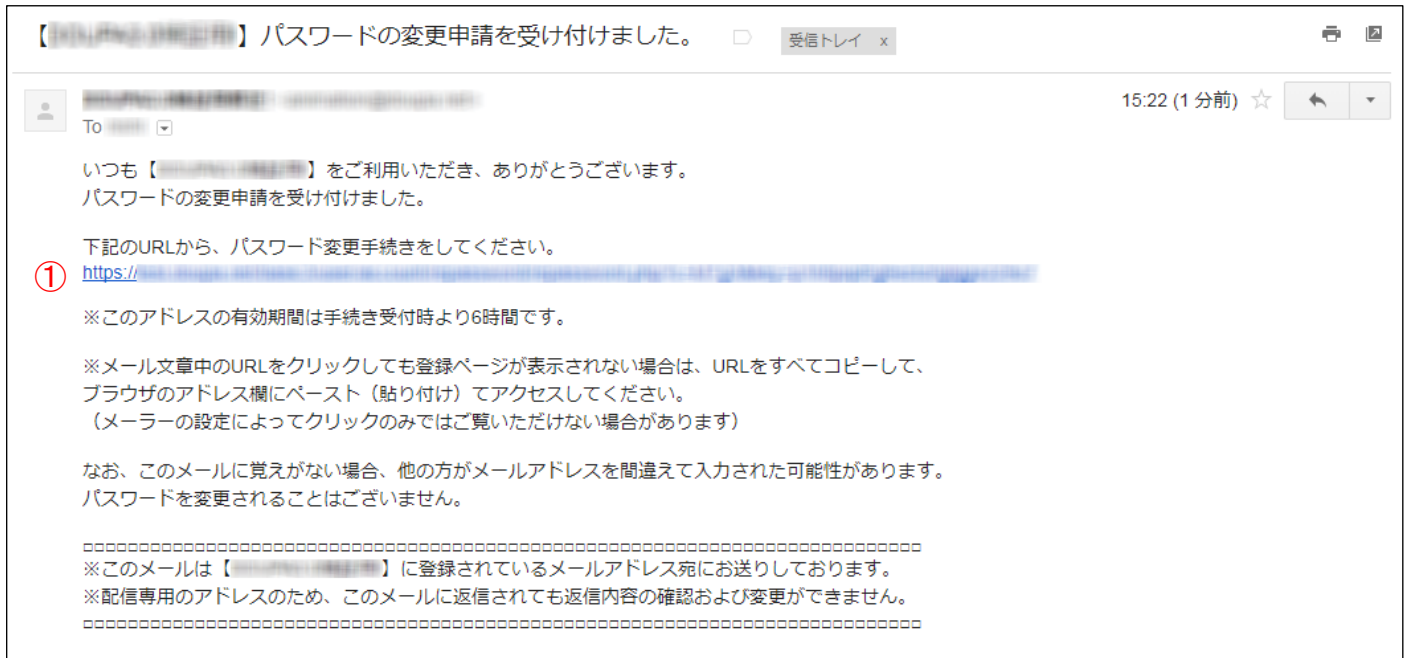 【】パスワードの変更申請を受け付けました。 受信トレイ x
15:22 (1 分前)
To
いつも【】をご利用いただき、ありがとうございます。
パスワードの変更申請を受け付けました。
下記のURLから、パスワード変更手続きをしてください。
① https://
※このアドレスの有効期間は手続き受付時より6時間です。
※メール文章中のURLをクリックしても登録ページが表示されない場合は、URLをすべてコピーして、
ブラウザのアドレス欄にペースト（貼り付け）てアクセスしてください。
（メーラーの設定によってクリックのみではご覧いただけない場合があります）
なお、このメールに覚えがない場合、他の方がメールアドレスを間違えて入力された可能性があります。
パスワードを変更されることはございません。
※このメールは【】に登録されているメールアドレス宛にお送りしております。
※配信専用のアドレスのため、このメールに返信されても返信内容の確認および変更ができません。